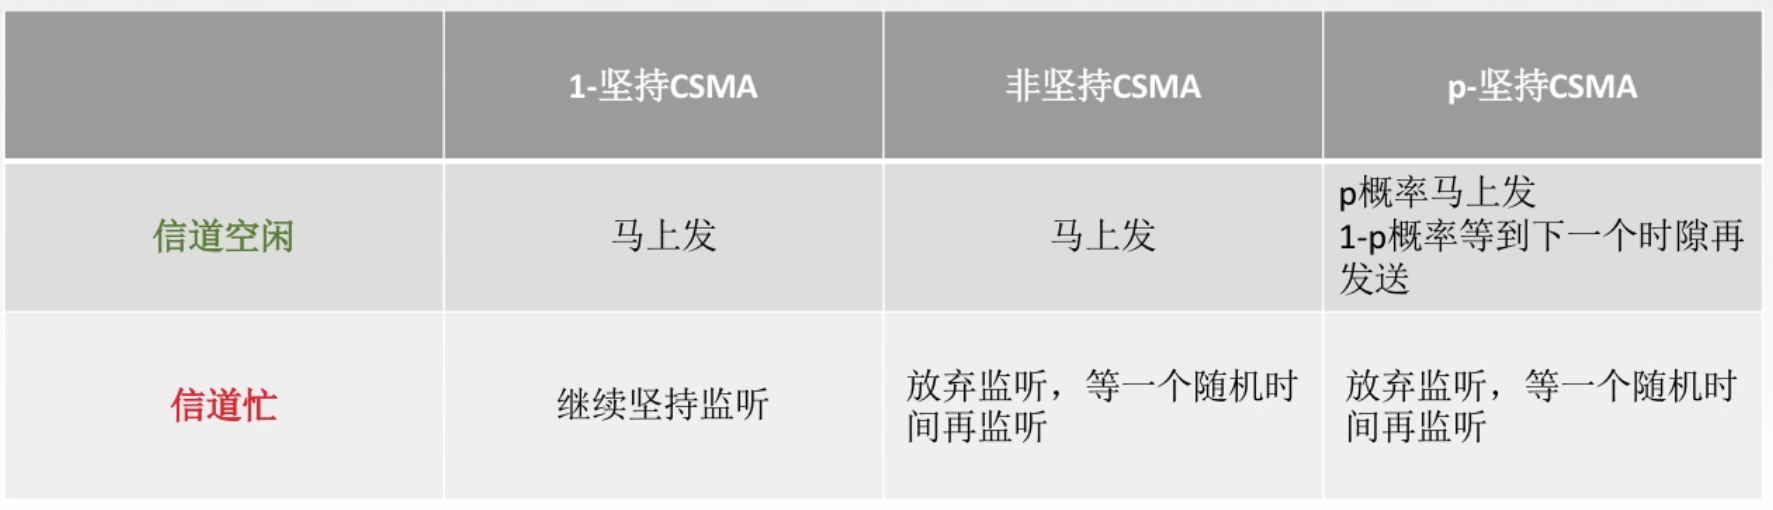 1-坚持CSMA
非坚持CSMA
p-坚持CSMA
信道空闲
马上发
马上发
p概率马上发
1-p概率等到下一个时隙再
发送
信道忙
继续坚持监听
放弃监听，等一个随机时
间再监听
放弃监听，等一个随机时
间再监听